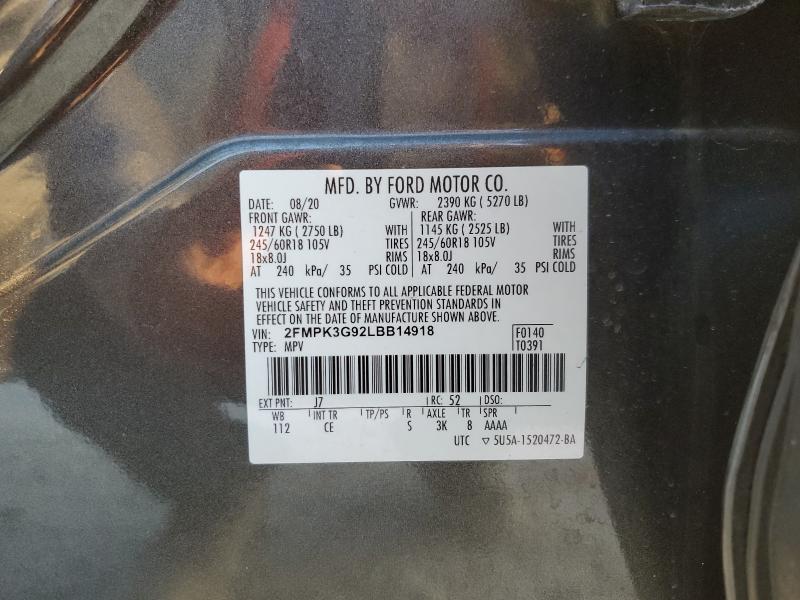 MFD. BY FORD MOTOR CO.
DATE: 08/20 GVWR: 2390 KG ( 5270 LB)
FRONT GAWR: REAR GAWR:
1247 KG ( 2750 LB) WITH 1145 KG ( 2525 LB) WITH
245/60R18 105V TIRES 245/60R18 105V TIRES
18x8.0J RIMS 18x8.0J RIMS
AT 240 kPa/ 35 PSI COLD AT 240 kPa/ 35 PSI COLD
THIS VEHICLE CONFORMS TO ALL APPLICABLE FEDERAL MOTOR
VEHICLE SAFETY AND THEFT PREVENTION STANDARDS IN
EFFECT ON THE DATE OF MANUFACTURE SHOWN ABOVE.
VIN: 2FMPK3G92LBB14918 F0140
TYPE: MPV T0391
EXT PNT: J7 RC: 52 DSO:
WB INT TR TP/PS R AXLE TR SPR
112 CE S 3K 8 AAAA
UTC ▽ 5U5A-1520472-BA